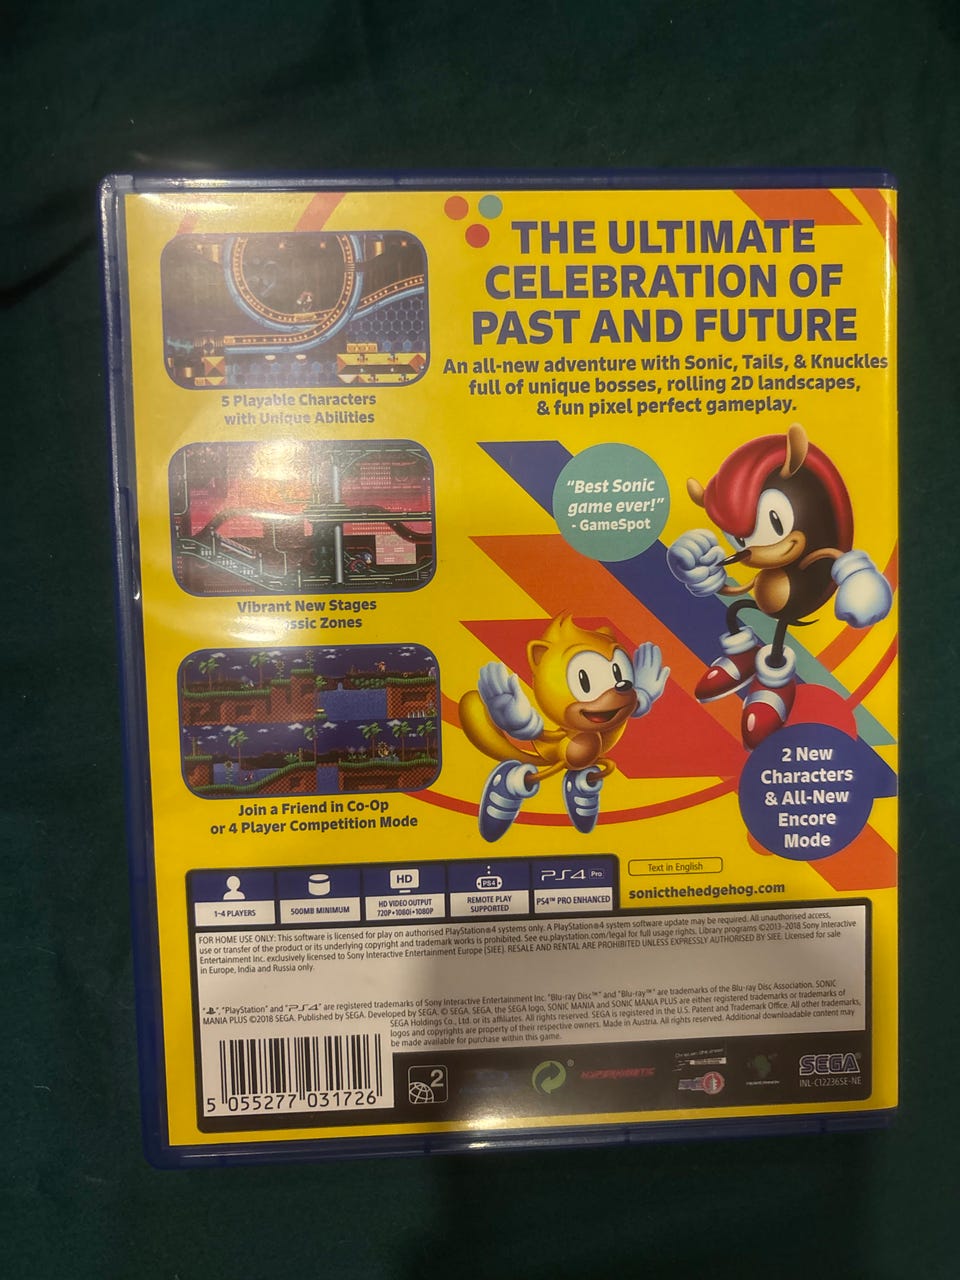 THE ULTIMATE
CELEBRATION OF
PAST AND FUTURE
An all-new adventure with Sonic, Tails, & Knuckles
full of unique bosses, rolling 2D landscapes,
& fun pixel perfect gameplay.
5 Playable Characters
with Unique Abilities
"Best Sonic
game ever!"
- GameSpot
Vibrant New Stages
Zones
Join a Friend in Co-Op
or 4 Player Competition Mode
2 New
Characters
& All-New
Encore
Mode
1-4 PLAYERS
500MB MINIMUM
HD
HD VIDEO OUTPUT
720P•1080i•1080P
PS4
REMOTE PLAY
SUPPORTED
PS4 Pro
PS4™ PRO ENHANCED
Text in English
sonicthehedgehog.com
FOR HOME USE ONLY: This software is licensed for play on authorised PlayStation®4 systems only. A PlayStation®4 system software update may be required. All unauthorised access,
use or transfer of the product or its underlying copyright and trademark works is prohibited. See eu.playstation.com/legal for full usage rights. Library programs ©2013-2018 Sony Interactive
Entertainment Inc. exclusively licensed to Sony Interactive Entertainment Europe (SIEE). RESALE AND RENTAL ARE PROHIBITED UNLESS EXPRESSLY AUTHORISED BY SIEE. Licensed for sale
in Europe, India and Russia only.
"PlayStation" and "PS4" are registered trademarks of Sony Interactive Entertainment Inc. "Blu-ray Disc™" and "Blu-ray™" are trademarks of the Blu-ray Disc Association. SONIC
MANIA PLUS ©2018 SEGA. Published by SEGA. Developed by SEGA. © SEGA. SEGA, the SEGA logo, SONIC MANIA and SONIC MANIA PLUS are either registered trademarks or trademarks of
SEGA Holdings Co., Ltd. or its affiliates. All rights reserved. SEGA is registered in the U.S. Patent and Trademark Office. All other trademarks,
logos and copyrights are property of their respective owners. Made in Austria. All rights reserved. Additional downloadable content may
be made available for purchase within this game.
5 055277 031726
2
HYPERKINETIC
SEGA®
INL-C12236SE-NE